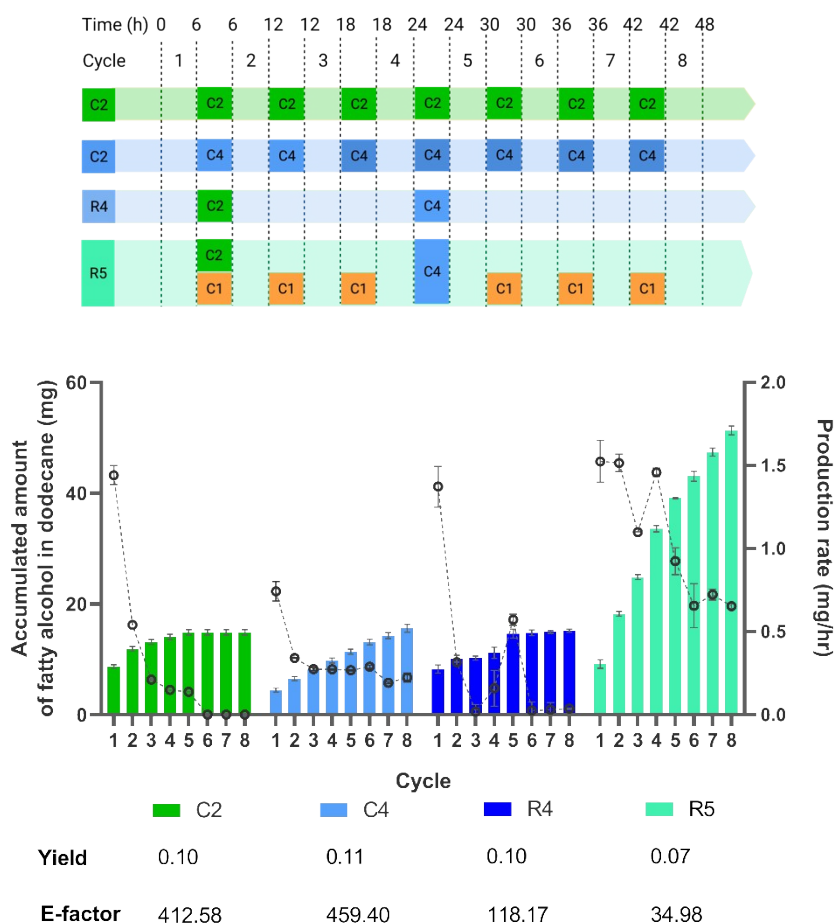 Time (h) 0 6 6 12 12 18 18 24 24 30 30 36 36 42 42 48
Cycle 1 2 3 4 5 6 7 8
C2 C2 C2 C2 C2 C2 C2 C2
C2 C4 C4 C4 C4 C4 C4 C4
R4 C2 C4
R5 C2 C4
C1 C1 C1 C1 C1 C1
Accumulated amount
of fatty alcohol in dodecane (mg)
60
40
20
0
2.0
1.5
1.0
0.5
0.0
Production rate (mg/hr)
1 2 3 4 5 6 7 8 1 2 3 4 5 6 7 8 1 2 3 4 5 6 7 8 1 2 3 4 5 6 7 8
Cycle
C2 C4 R4 R5
Yield 0.10 0.11 0.10 0.07
E-factor 412.58 459.40 118.17 34.98